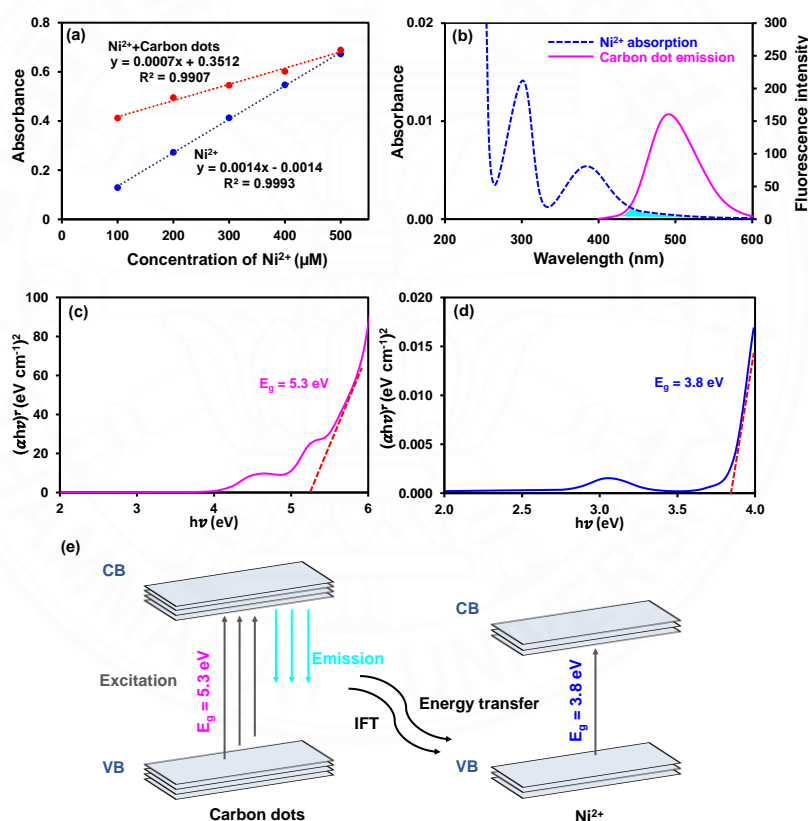 (a)
Absorbance
0.8
0.6
0.4
0.2
0
Ni²⁺+Carbon dots
y = 0.0007x + 0.3512
R² = 0.9907
Ni²⁺
y = 0.0014x - 0.0014
R² = 0.9993
0 100 200 300 400 500
Concentration of Ni²⁺ (µM)
(b)
Absorbance
0.02
0.01
0.00
Ni²⁺ absorption
Carbon dot emission
300
250
200
150
100
50
0
Fluorescence intensity
200 300 400 500 600
Wavelength (nm)
(c)
(αhν)ʳ (eV cm⁻¹)²
100
80
60
40
20
0
E_g = 5.3 eV
2 3 4 5 6
hν (eV)
(d)
(αhν)ʳ (eV cm⁻¹)²
0.020
0.015
0.010
0.005
0.000
E_g = 3.8 eV
2.0 2.5 3.0 3.5 4.0
hν (eV)
(e)
CB
Excitation
E_g = 5.3 eV
Emission
VB
Carbon dots
Energy transfer
IFT
CB
E_g = 3.8 eV
VB
Ni²⁺